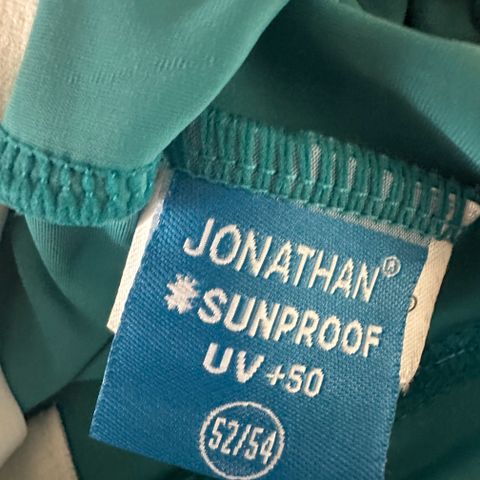 JONATHAN®
*SUNPROOF
UV +50
52/54